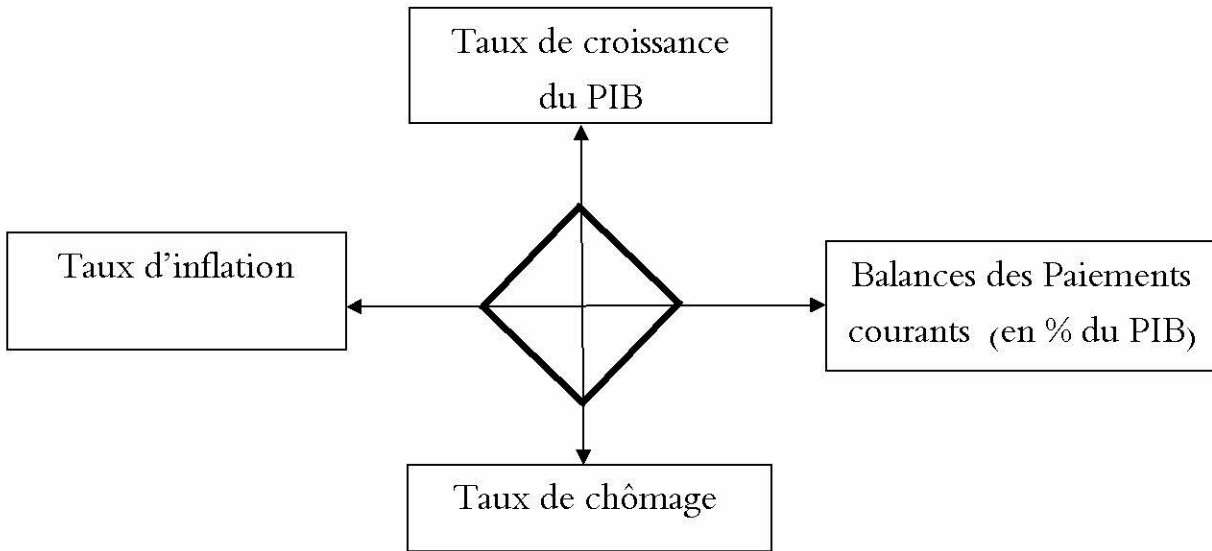 Taux de croissance
du PIB
Taux d'inflation
Balances des Paiements
courants (en % du PIB)
Taux de chômage